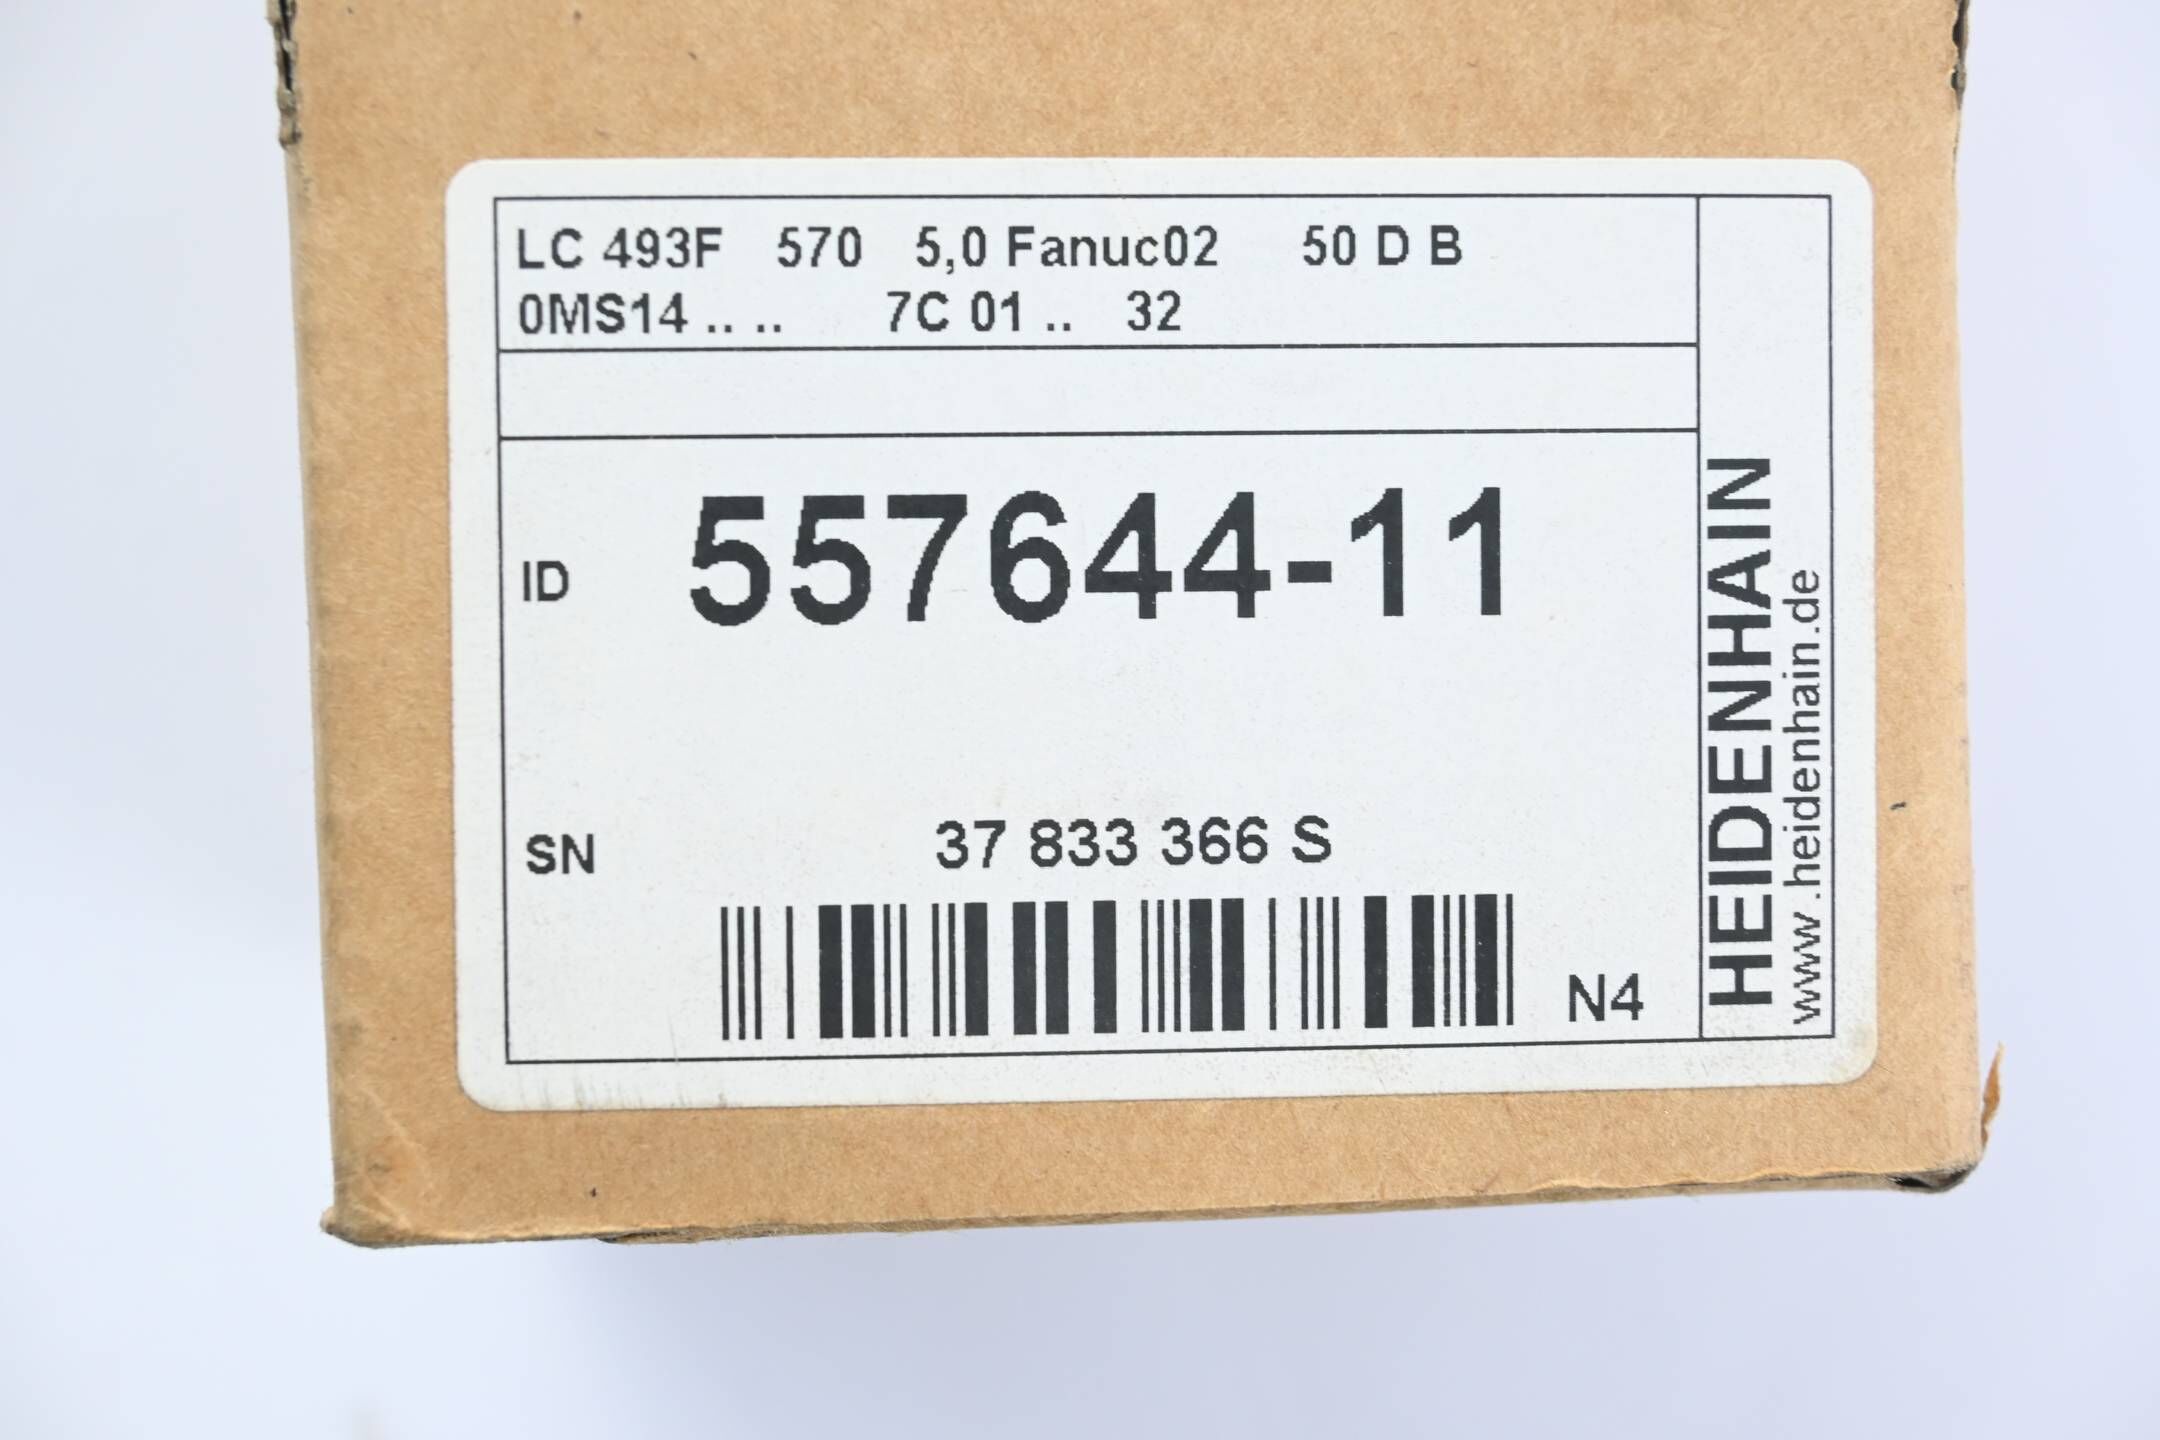 LC 493F 570 5,0 Fanuc02 50 D B
0MS14 .. .. 7C 01 .. 32
ID 557644-11
SN 37 833 366 S
N4
HEIDENHAIN
www.heidenhain.de